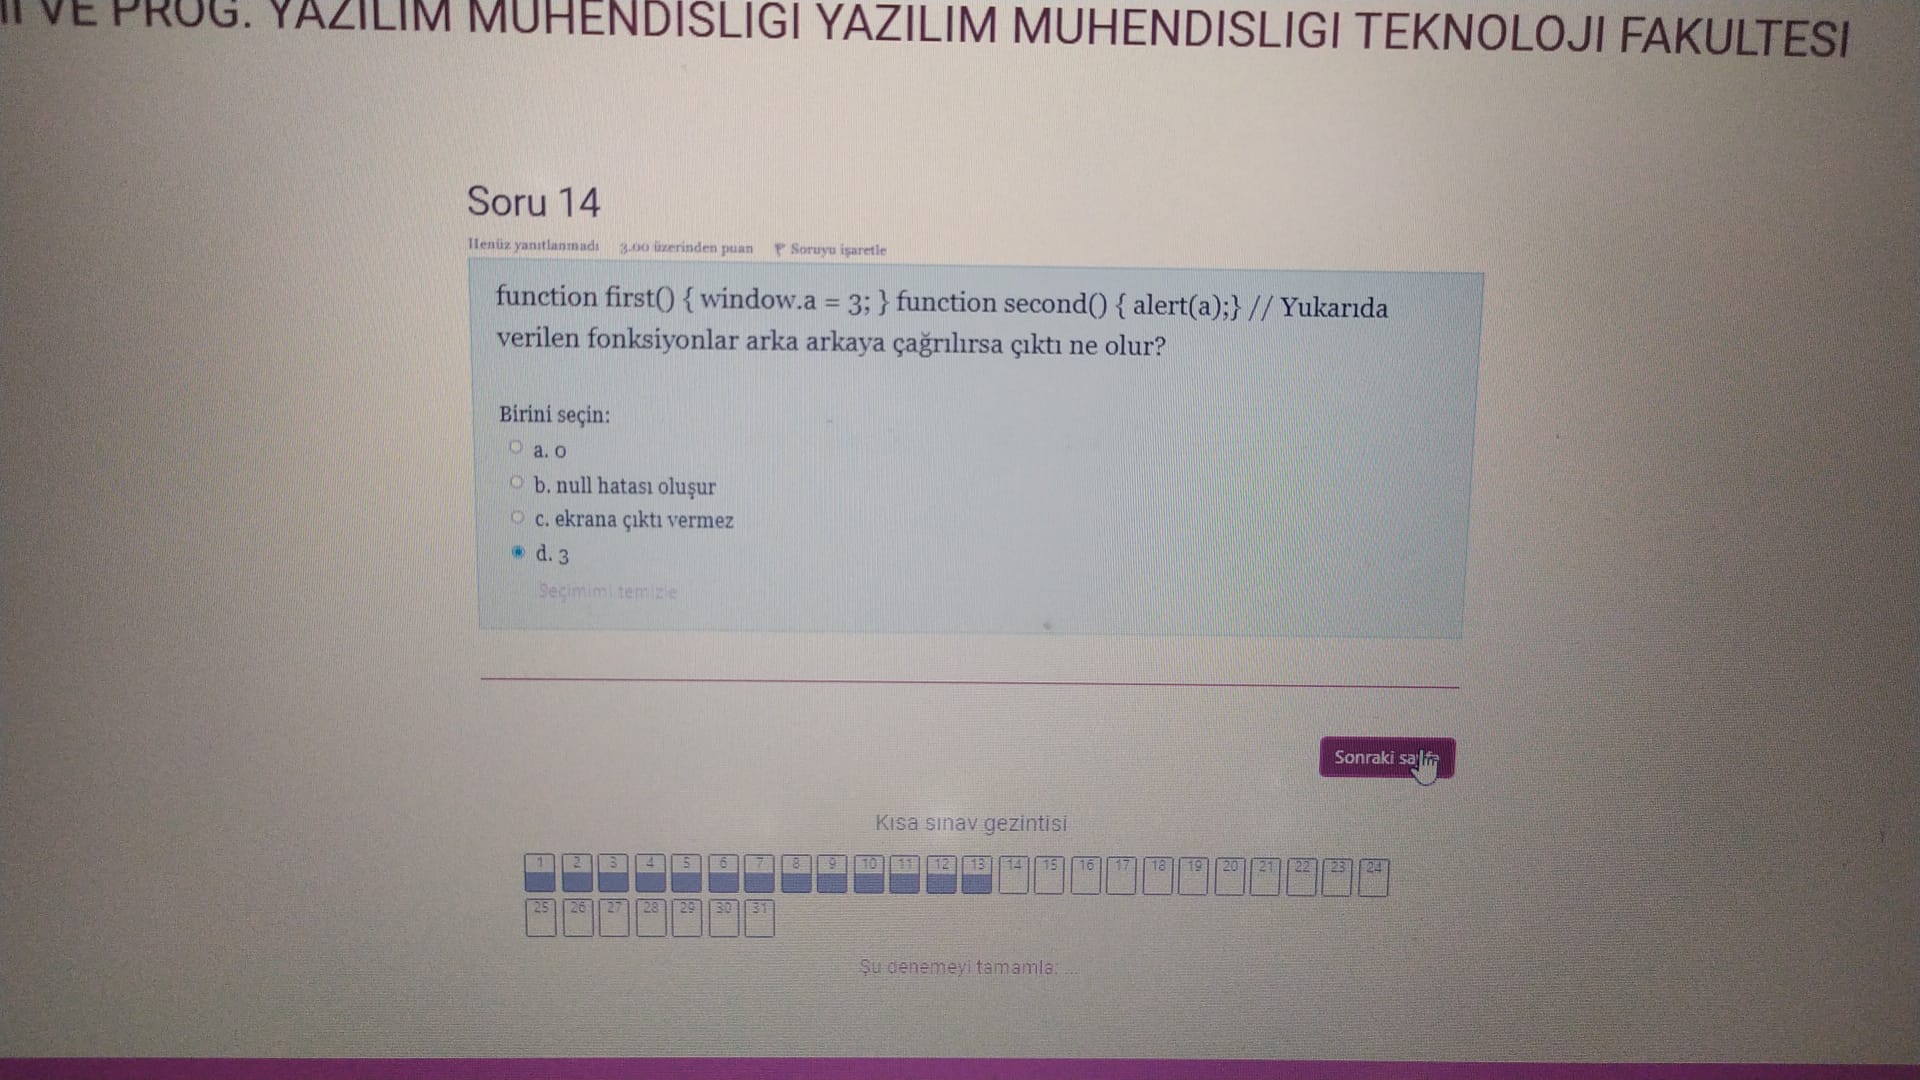 VE PROG. YAZILIM MUHENDISLIGI YAZILIM MUHENDISLIGI TEKNOLOJI FAKULTESI
Soru 14
Henüz yanıtlanmadı 3.00 üzerinden puan Soruyu işaretle
function first() { window.a = 3; } function second() { alert(a);} // Yukarıda
verilen fonksiyonlar arka arkaya çağrılırsa çıktı ne olur?
Birini seçin:
a. 0
b. null hatası oluşur
c. ekrana çıktı vermez
d. 3
Seçimimi temizle
Sonraki
Kısa sınav gezintisi
1 2 3 4 5 6 7 8 9 10 11 12 13 14 15 16 17 18 19 20 21 22 23 24
25 26 27 28 29 30 31
Şu denemeyi tamamla: ...